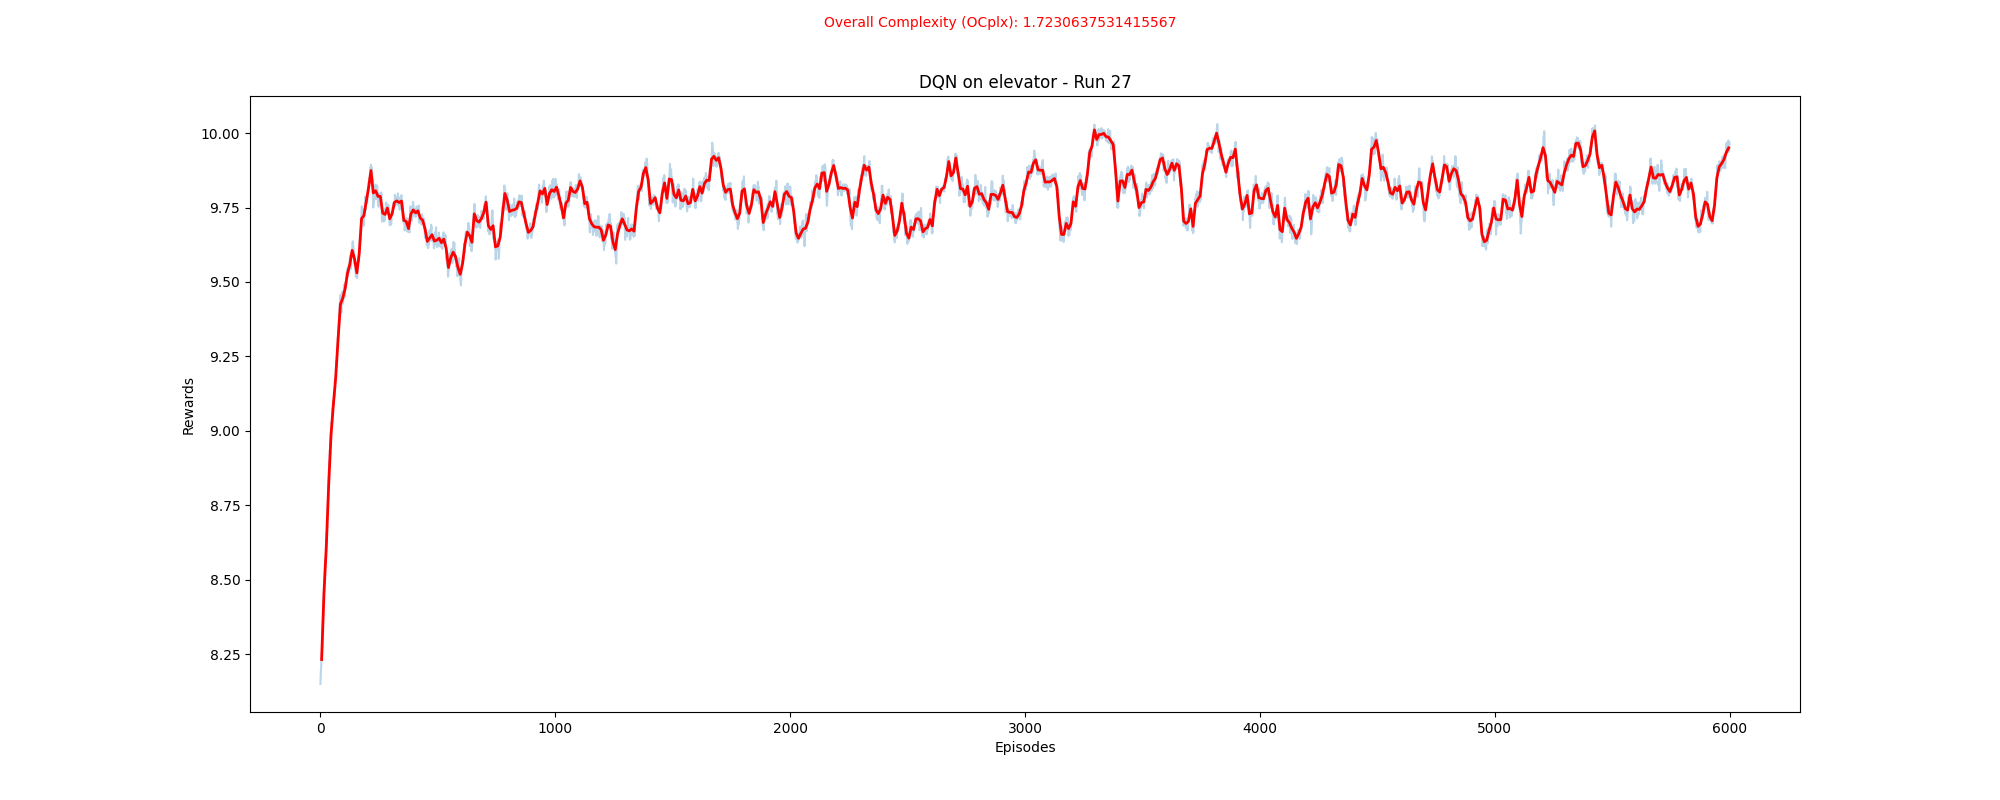 Overall Complexity (OCplx): 1.7230637531415567
DQN on elevator - Run 27
10.00
9.75
9.50
9.25
9.00
8.75
8.50
8.25
Rewards
0 1000 2000 3000 4000 5000 6000
Episodes